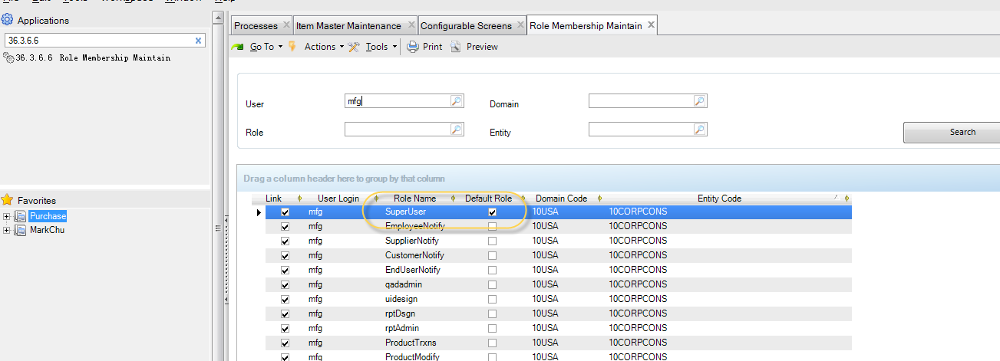 Applications
36.3.6.6
36.3.6.6 Role Membership Maintain
Favorites
Purchase
MarkChu
Processes
Item Master Maintenance
Configurable Screens
Role Membership Maintain
Go To
Actions
Tools
Print
Preview
User mfg Domain
Role Entity
Search
Drag a column header here to group by that column
Link User Login Role Name Default Role Domain Code Entity Code
mfg SuperUser 10USA 10CORPCONS
mfg EmployeeNotify 10USA 10CORPCONS
mfg SupplierNotify 10USA 10CORPCONS
mfg CustomerNotify 10USA 10CORPCONS
mfg EndUserNotify 10USA 10CORPCONS
mfg qadadmin 10USA 10CORPCONS
mfg uidesign 10USA 10CORPCONS
mfg rptDsgn 10USA 10CORPCONS
mfg rptAdmin 10USA 10CORPCONS
mfg ProductTrxns 10USA 10CORPCONS
mfg ProductModify 10USA 10CORPCONS